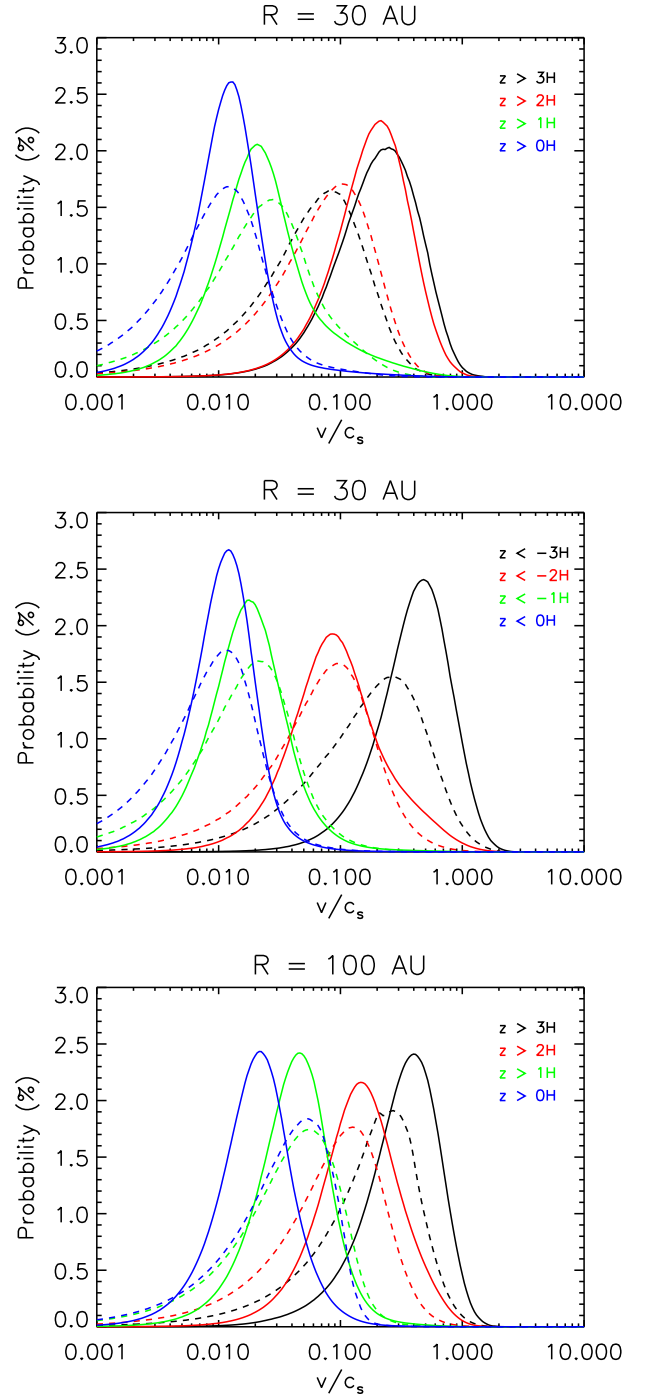 R = 30 AU
3.0
z > 3H
2.5
z > 2H
z > 1H
2.0
z > 0H
1.5
1.0
0.5
0.0
Probability (%)
0.001 0.010 0.100 1.000 10.000
v/cs
R = 30 AU
3.0
z < −3H
2.5
z < −2H
z < −1H
2.0
z < 0H
1.5
1.0
0.5
0.0
Probability (%)
0.001 0.010 0.100 1.000 10.000
v/cs
R = 100 AU
3.0
z > 3H
2.5
z > 2H
z > 1H
2.0
z > 0H
1.5
1.0
0.5
0.0
Probability (%)
0.001 0.010 0.100 1.000 10.000
v/cs